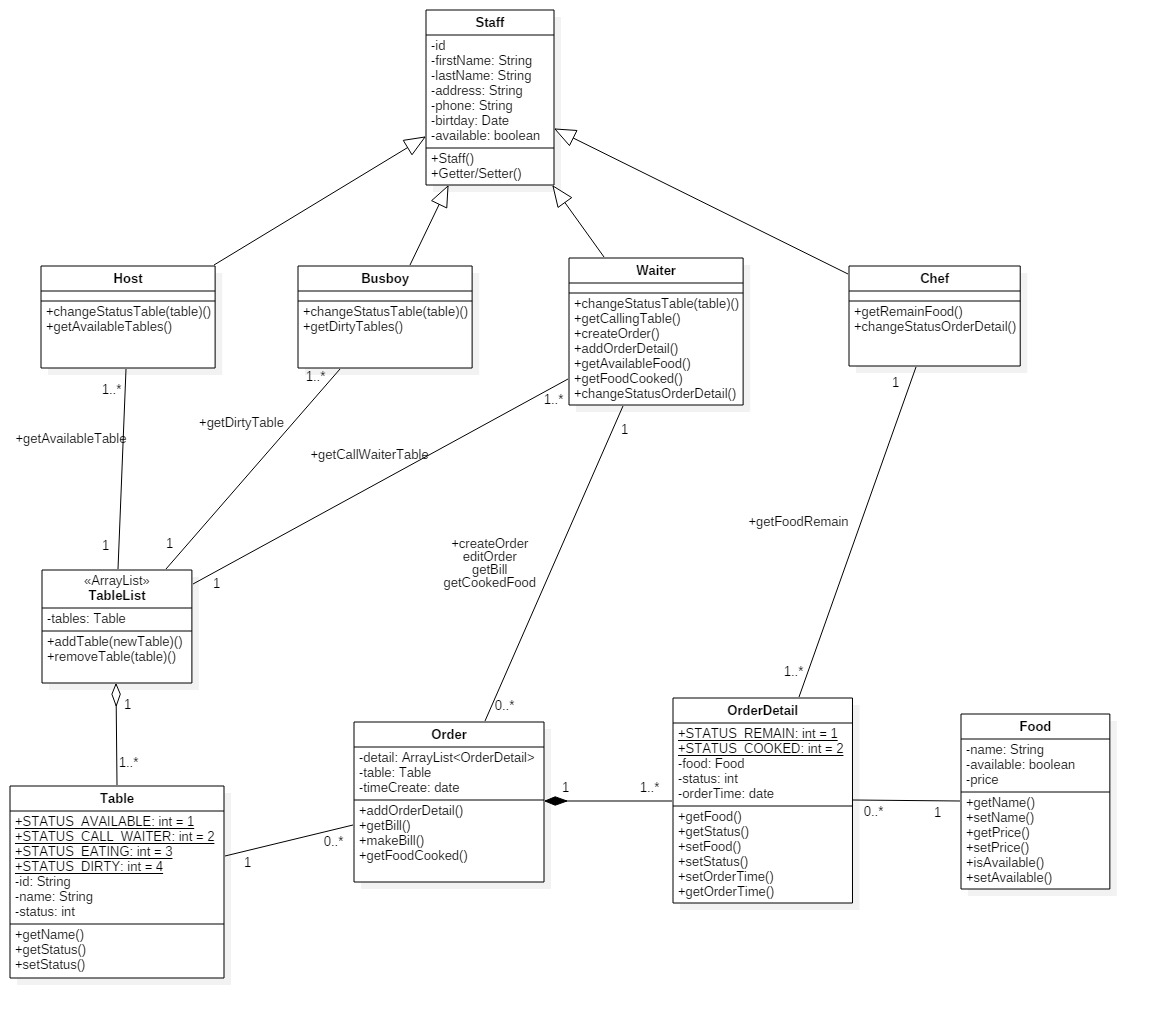 Staff
-id
-firstName: String
-lastName: String
-address: String
-phone: String
-birtday: Date
-available: boolean
+Staff()
+Getter/Setter()
Host
+changeStatusTable(table)()
+getAvailableTables()
Busboy
+changeStatusTable(table)()
+getDirtyTables()
Waiter
+changeStatusTable(table)()
+getCallingTable()
+createOrder()
+addOrderDetail()
+getAvailableFood()
+getFoodCooked()
+changeStatusOrderDetail()
Chef
+getRemainFood()
+changeStatusOrderDetail()
1..*
+getAvailableTable
1
1..*
+getDirtyTable
1
1..*
+getCallWaiterTable
1
1
+createOrder
editOrder
getBill
getCookedFood
0..*
1
+getFoodRemain
1..*
«ArrayList»
TableList
-tables: Table
+addTable(newTable)()
+removeTable(table)()
1
1..*
Table
+STATUS_AVAILABLE: int = 1
+STATUS_CALL_WAITER: int = 2
+STATUS_EATING: int = 3
+STATUS_DIRTY: int = 4
-id: String
-name: String
-status: int
+getName()
+getStatus()
+setStatus()
1
0..*
Order
-detail: ArrayList<OrderDetail>
-table: Table
-timeCreate: date
+addOrderDetail()
+getBill()
+makeBill()
+getFoodCooked()
1
1..*
OrderDetail
+STATUS_REMAIN: int = 1
+STATUS_COOKED: int = 2
-food: Food
-status: int
-orderTime: date
+getFood()
+getStatus()
+setFood()
+setStatus()
+setOrderTime()
+getOrderTime()
0..*
1
Food
-name: String
-available: boolean
-price
+getName()
+setName()
+getPrice()
+setPrice()
+isAvailable()
+setAvailable()